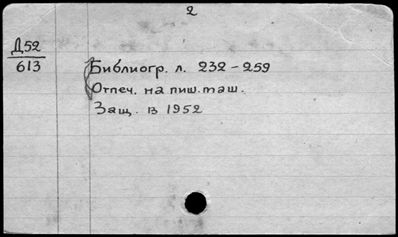 2
Д52
613
Библиогр. л. 232-259
Отпеч. на пиш. маш.
Защ. в 1952